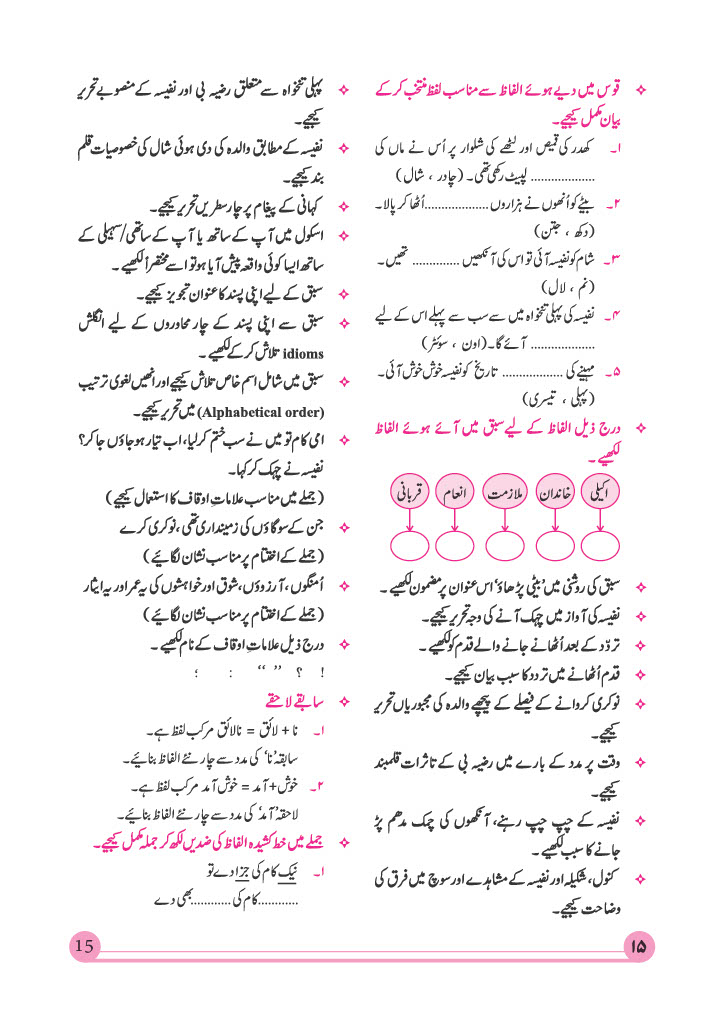 ❖ قوس میں دیے ہوئے الفاظ سے مناسب لفظ منتخب کر کے
بیان مکمل کیجیے۔
۱۔ کھدر کی قمیص اور لٹھے کی شلوار پر اُس نے ماں کی
................... لپیٹ رکھی تھی۔ (چادر ، شال)
۲۔ بیٹے کو اُنھوں نے ہزاروں ................... اُٹھا کر پالا۔
(دکھ ، جتن)
۳۔ شام کو نفیسہ آئی تو اس کی آنکھیں .............. تھیں۔
(نم ، لال)
۴۔ نفیسہ کی پہلی تنخواہ میں سے سب سے پہلے اس کے لیے
................... آئے گا۔ (اون ، سوئٹر)
۵۔ مہینے کی .................. تاریخ کو نفیسہ خوش خوش آئی۔
(پہلی ، تیسری)
❖ درج ذیل الفاظ کے لیے سبق میں آئے ہوئے الفاظ
لکھیے۔
اکیلی خاندان ملازمت انعام قربانی
❖ سبق کی روشنی میں ’بیٹی پڑھاؤ‘ اس عنوان پر مضمون لکھیے۔
❖ نفیسہ کی آواز میں چہک آنے کی وجہ تحریر کیجیے۔
❖ تردّد کے بعد اُٹھائے جانے والے قدم کو لکھیے۔
❖ قدم اُٹھانے میں تردد کا سبب بیان کیجیے۔
❖ نوکری کروانے کے فیصلے کے پیچھے والدہ کی مجبوریاں تحریر
کیجیے۔
❖ وقت پر مدد کے بارے میں رضیہ بی کے تاثرات قلمبند
کیجیے۔
❖ نفیسہ کے چپ چپ رہنے، آنکھوں کی چمک مدھم پڑ
جانے کا سبب لکھیے۔
❖ کنول، شکیلہ اور نفیسہ کے مشاہدے اور سوچ میں فرق کی
وضاحت کیجیے۔
❖ پہلی تنخواہ سے متعلق رضیہ بی اور نفیسہ کے منصوبے تحریر
کیجیے۔
❖ نفیسہ کے مطابق والدہ کی دی ہوئی شال کی خصوصیات قلم
بند کیجیے۔
❖ کہانی کے پیغام پر چار سطریں تحریر کیجیے۔
❖ اسکول میں آپ کے ساتھ یا آپ کے ساتھی/سہیلی کے
ساتھ ایسا کوئی واقعہ پیش آیا ہو تو اسے مختصراً لکھیے۔
❖ سبق کے لیے اپنی پسند کا عنوان تجویز کیجیے۔
❖ سبق سے اپنی پسند کے چار محاوروں کے لیے انگلش
idioms تلاش کر کے لکھیے۔
❖ سبق میں شامل اسم خاص تلاش کیجیے اور انھیں لغوی ترتیب
(Alphabetical order) میں تحریر کیجیے۔
❖ امی کام تو میں نے سب ختم کر لیا، اب تیار ہو جاؤں جا کر؟
نفیسہ نے چہک کر کہا۔
(جملے میں مناسب علاماتِ اوقاف کا استعمال کیجیے)
❖ جن کے سو گاؤں کی زمینداری تھی، نوکری کرے
(جملے کے اختتام پر مناسب نشان لگائیے)
❖ اُمنگوں، آرزوؤں، شوق اور خواہشوں کی یہ عمر اور یہ ایثار
(جملے کے اختتام پر مناسب نشان لگائیے)
❖ درج ذیل علاماتِ اوقاف کے نام لکھیے۔
! ؟ ‘‘ ’’ : ؛
❖ سابقے لاحقے
۱۔ نا + لائق = نالائق مرکب لفظ ہے۔
سابقہ ’نا‘ کی مدد سے چار نئے الفاظ بنائیے۔
۲۔ خوش + آمد = خوش آمد مرکب لفظ ہے۔
لاحقہ ’آمد‘ کی مدد سے چار نئے الفاظ بنائیے۔
❖ جملے میں خط کشیدہ الفاظ کی ضدیں لکھ کر جملہ مکمل کیجیے۔
۱۔ نیک کام کی جزا دے تو
............ کام کی ............ بھی دے
15 ۱۵